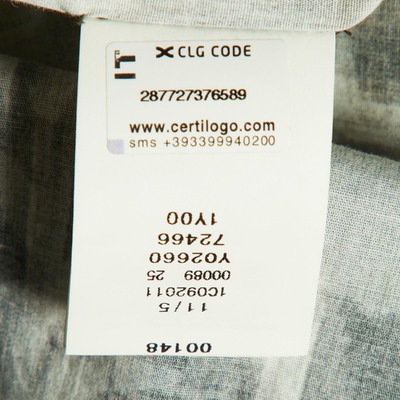 CLG CODE
287727376589
www.certilogo.com
sms +393399940200
00148
11/5
1C092011
00089 25
Y02660
72466
1Y00